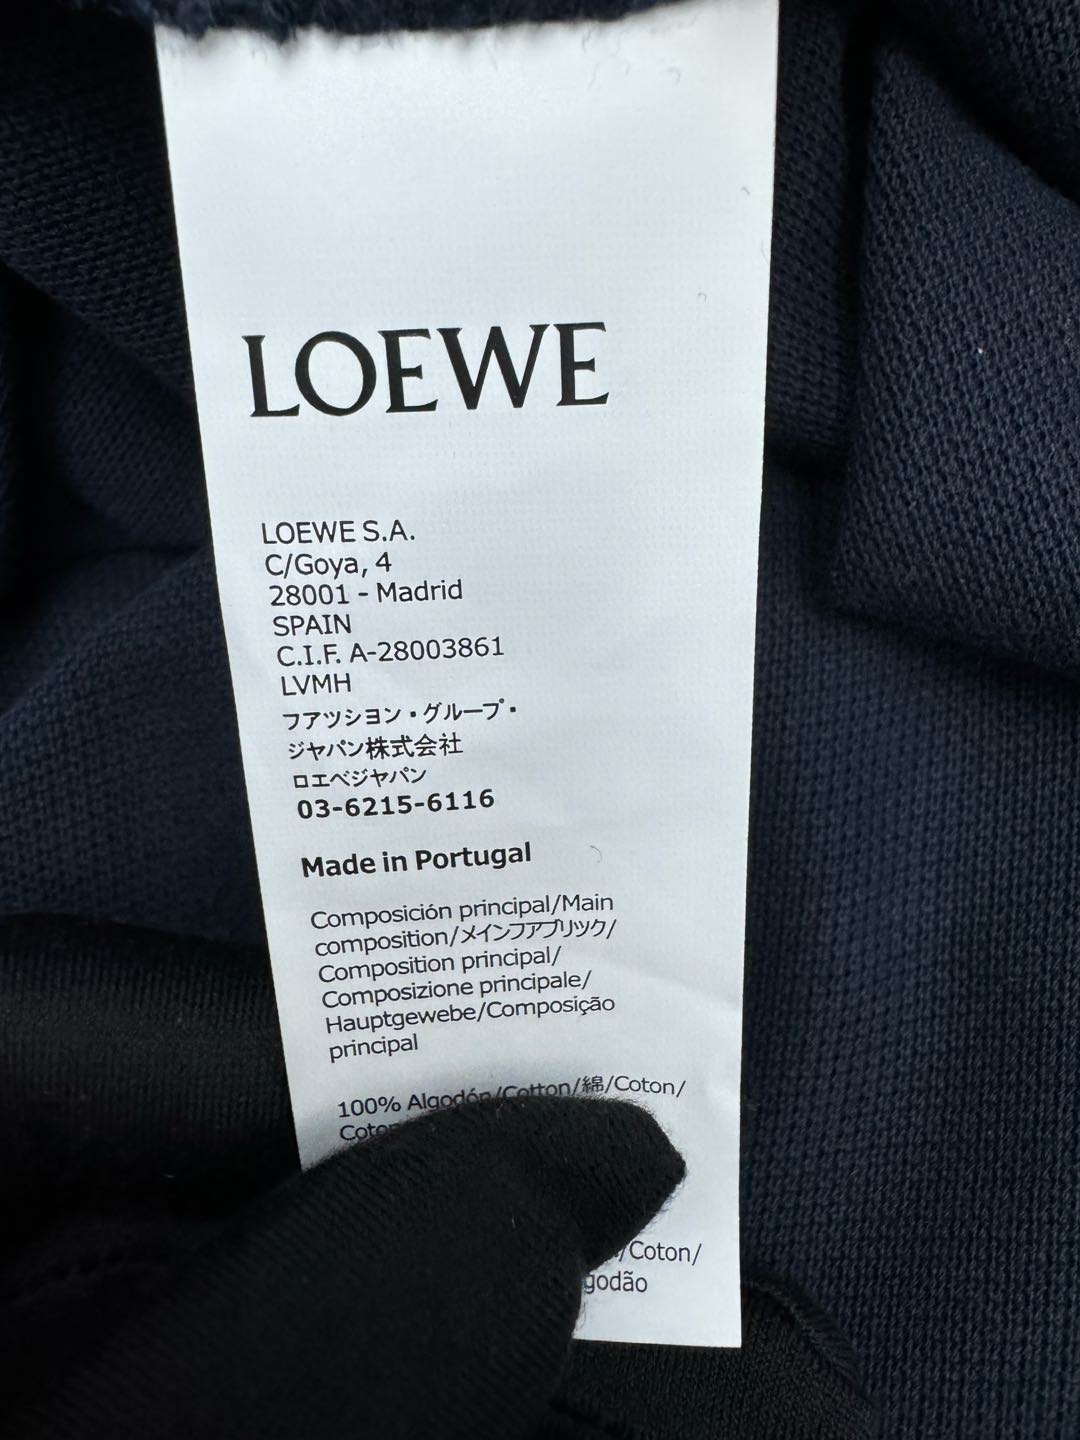 LOEWE
LOEWE S.A.
C/Goya, 4
28001 - Madrid
SPAIN
C.I.F. A-28003861
LVMH
フアツシヨン・グループ・
ジャパン株式会社
ロエベジャパン
03-6215-6116
Made in Portugal
Composición principal/Main
composition/メインフアブリック/
Composition principal/
Composizione principale/
Hauptgewebe/Composição
principal
100% Algodón/Cotton/綿/Coton/
/Coton/